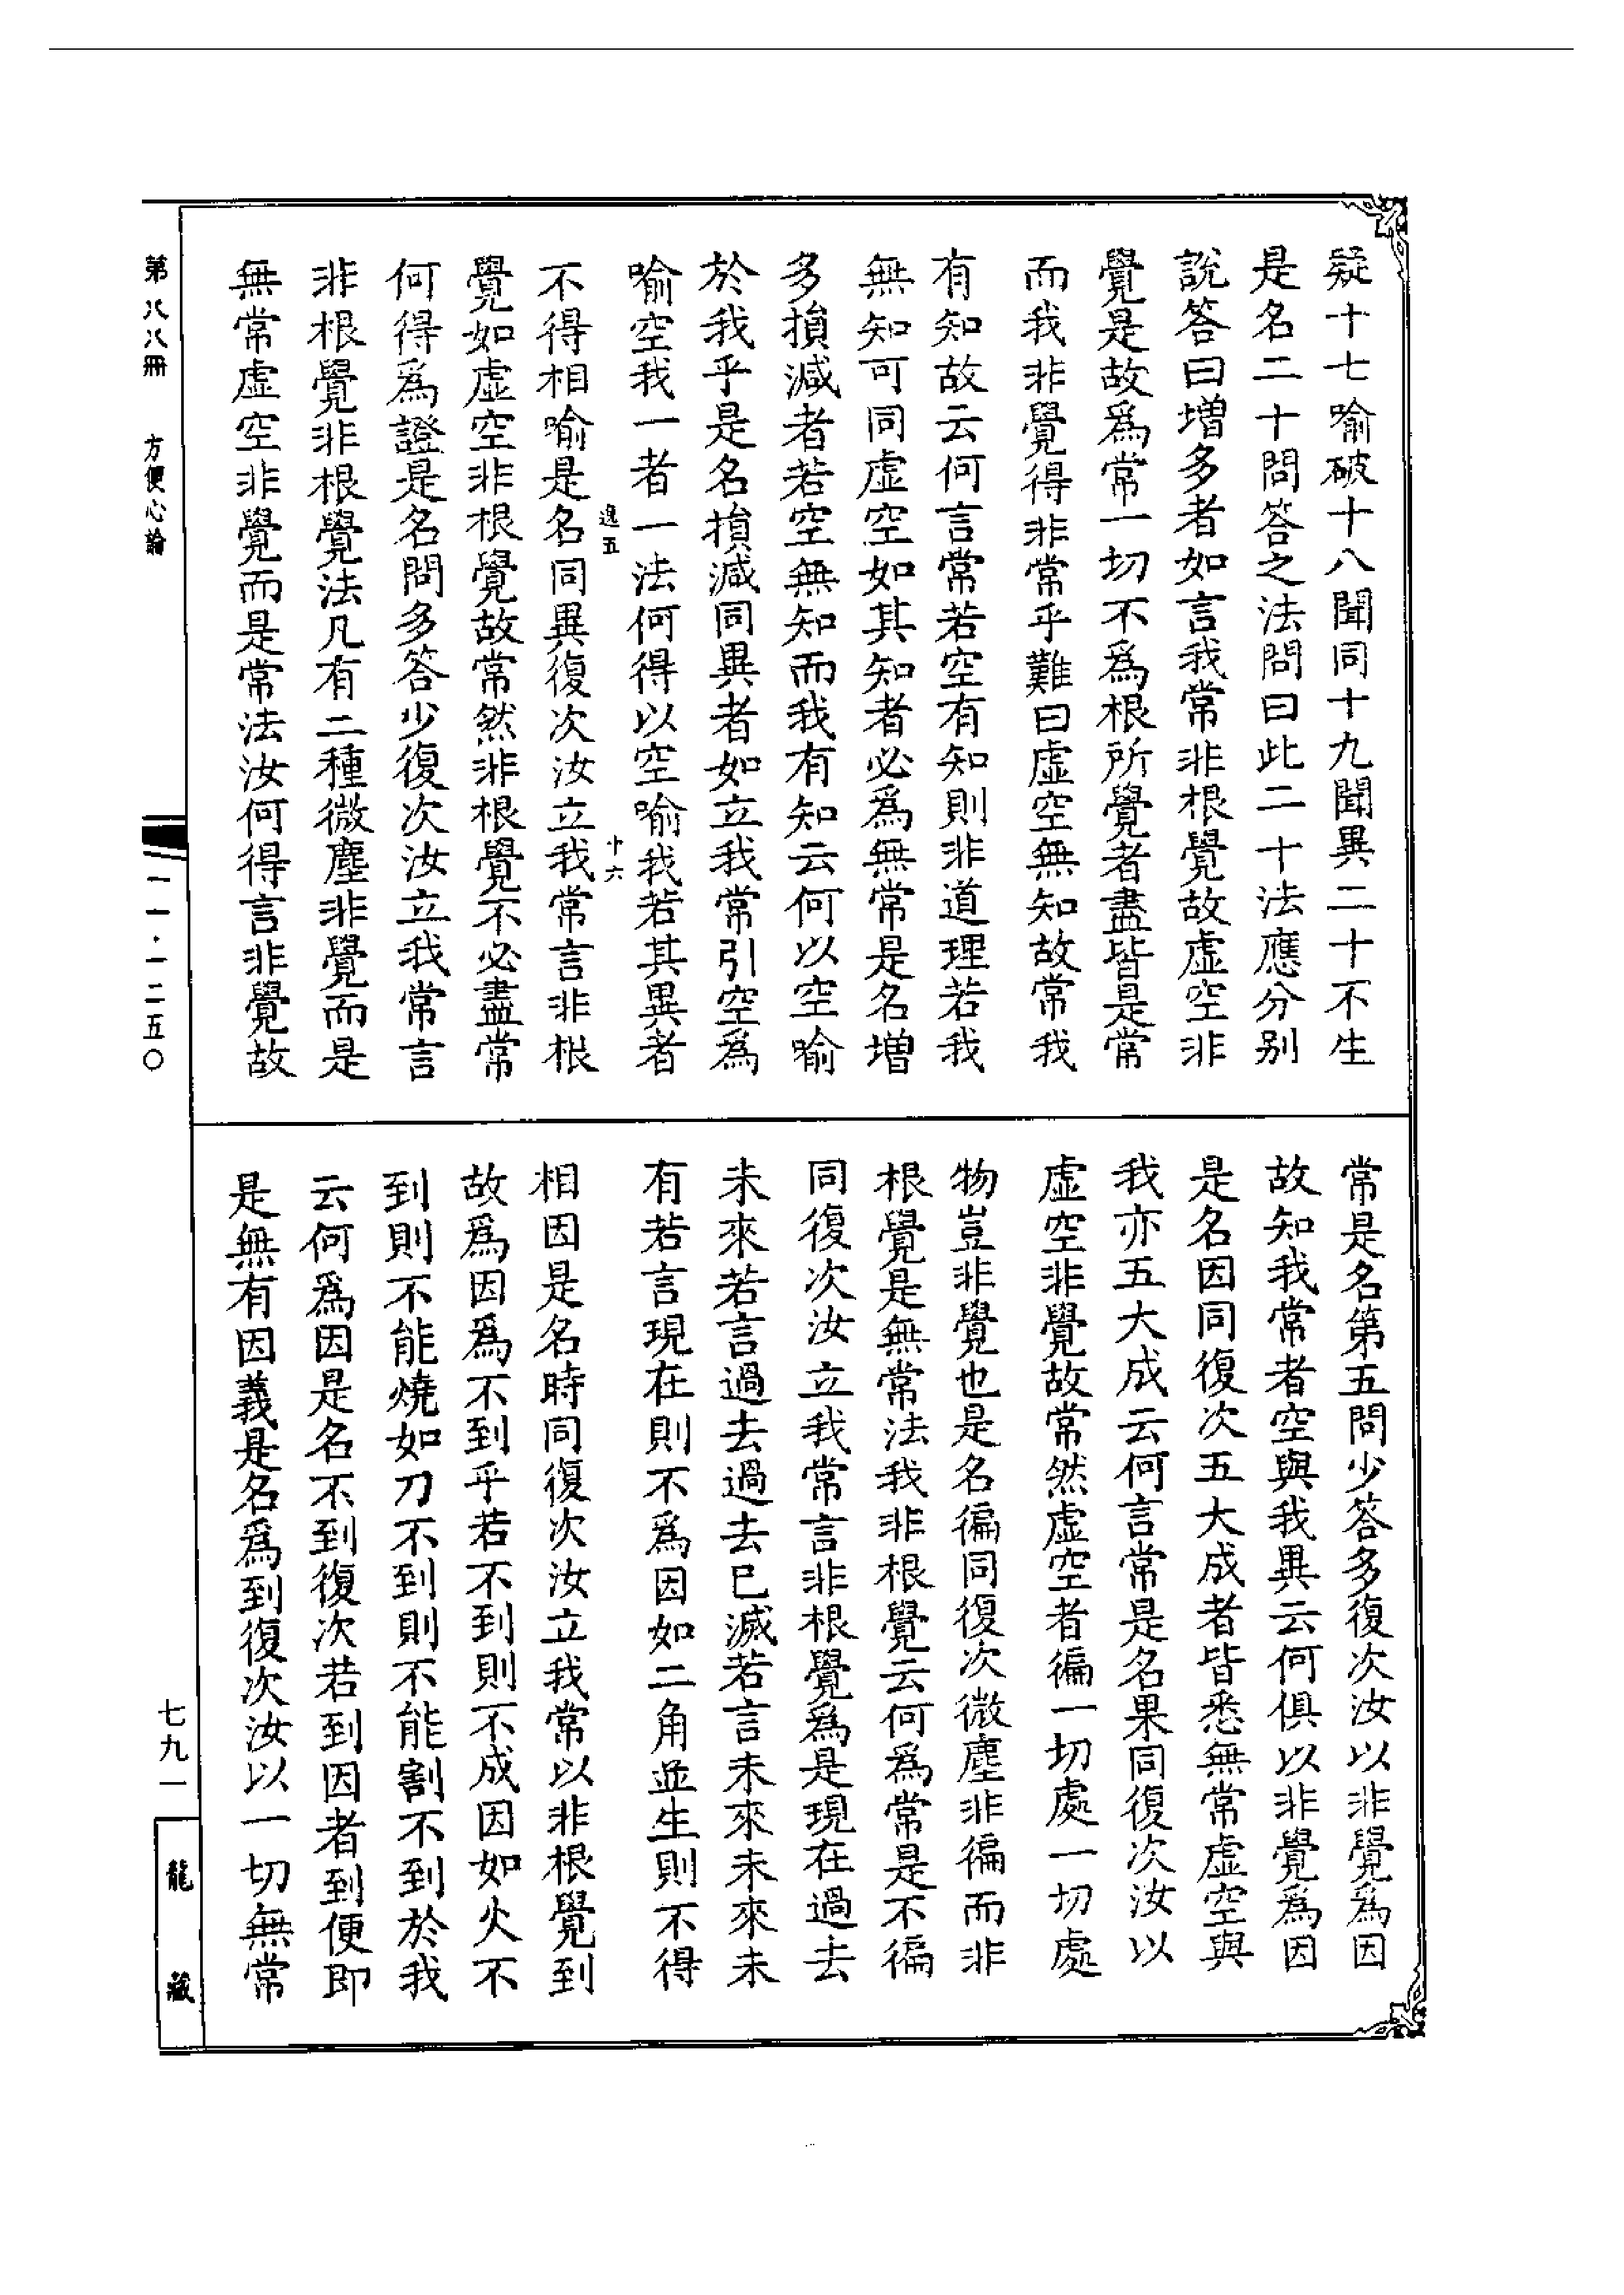 疑十七喻破十八聞同十九聞異二十不生
是名二十問答之法問曰此二十法應分别
說答曰增多者如言我常非根覺故虛空非
覺是故爲常一切不爲根所覺者盡皆是常
而我非覺得非常乎難曰虛空無知故常我
有知故云何言常若空有知則非道理若我
無知可同虛空如其知者必爲無常是名增
多損減者若空無知而我有知云何以空喻
於我乎是名損減同異者如立我常引空爲
喻空我一者一法何得以空喻我若其異者
逸五
十六
不得相喻是名同異復次汝立我常言非根
覺如虛空非根覺故常然非根覺不必盡常
何得爲證是名問多答少復次汝立我常言
非根覺非根覺法凡有二種微塵非覺而是
無常虛空非覺而是常法汝何得言非覺故
常是名第五問少答多復次汝以非覺爲因
故知我常者空與我異云何俱以非覺爲因
是名因同復次五大成者皆悉無常虛空與
我亦五大成云何言常是名果同復次汝以
虛空非覺故常然虛空者徧一切處一切處
物豈非覺也是名徧同復次微塵非徧而非
根覺是無常法我非根覺云何爲常是不徧
同復次汝立我常言非根覺爲是現在過去
未來若言過去過去已滅若言未來未來未
有若言現在則不爲因如二角並生則不得
相因是名時同復次汝立我常以非根覺到
故爲因爲不到乎若不到則不成因如火不
到則不能燒如刀不到則不能割不到於我
云何爲因是名不到復次若到因者到便即
是無有因義是名爲到復次汝以一切無常
第八八冊　方便心論
一一·一二五〇
七九一
龍藏